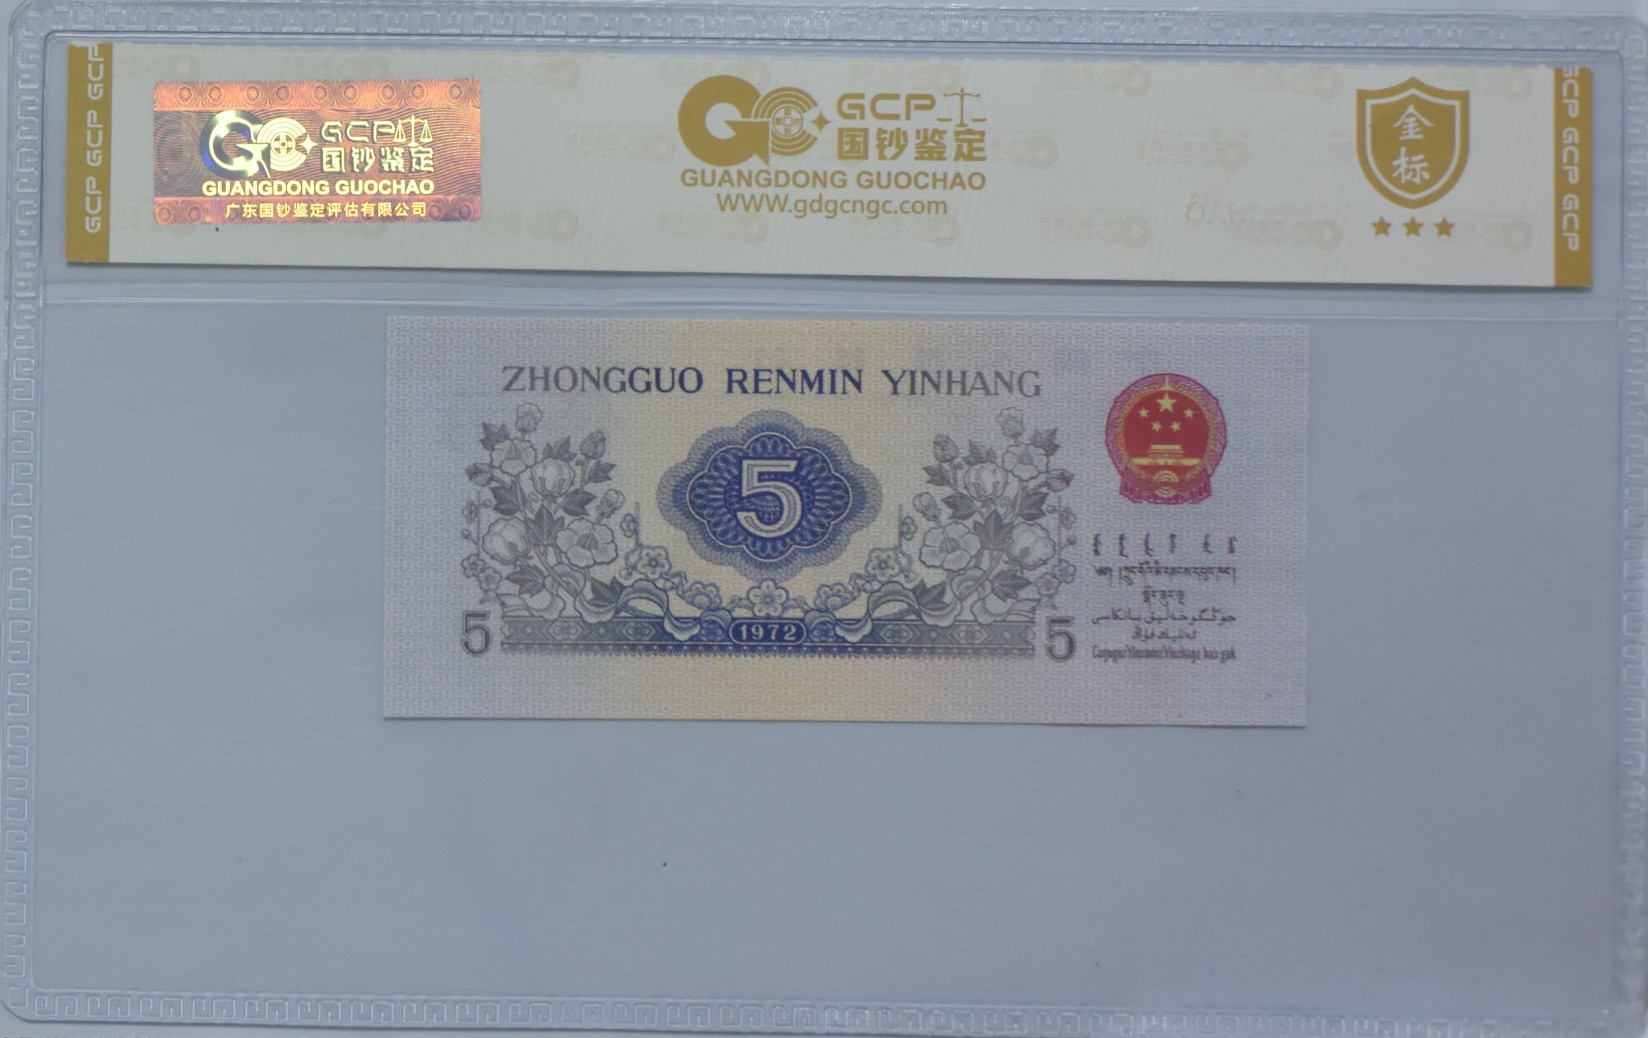 GCP GCP GCP
GCP
国钞鉴定
GUANGDONG GUOCHAO
广东国钞鉴定评估有限公司
GCP
国钞鉴定
GUANGDONG GUOCHAO
WWW.gdgcngc.com
金标
GCP GCP GCP
ZHONGGUO RENMIN YINHANG
5
5
1972
5